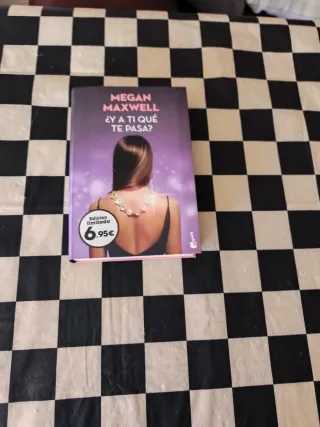 MEGAN
MAXWELL
¿Y A TI QUÉ
TE PASA?
Edición
limitada
6,95€